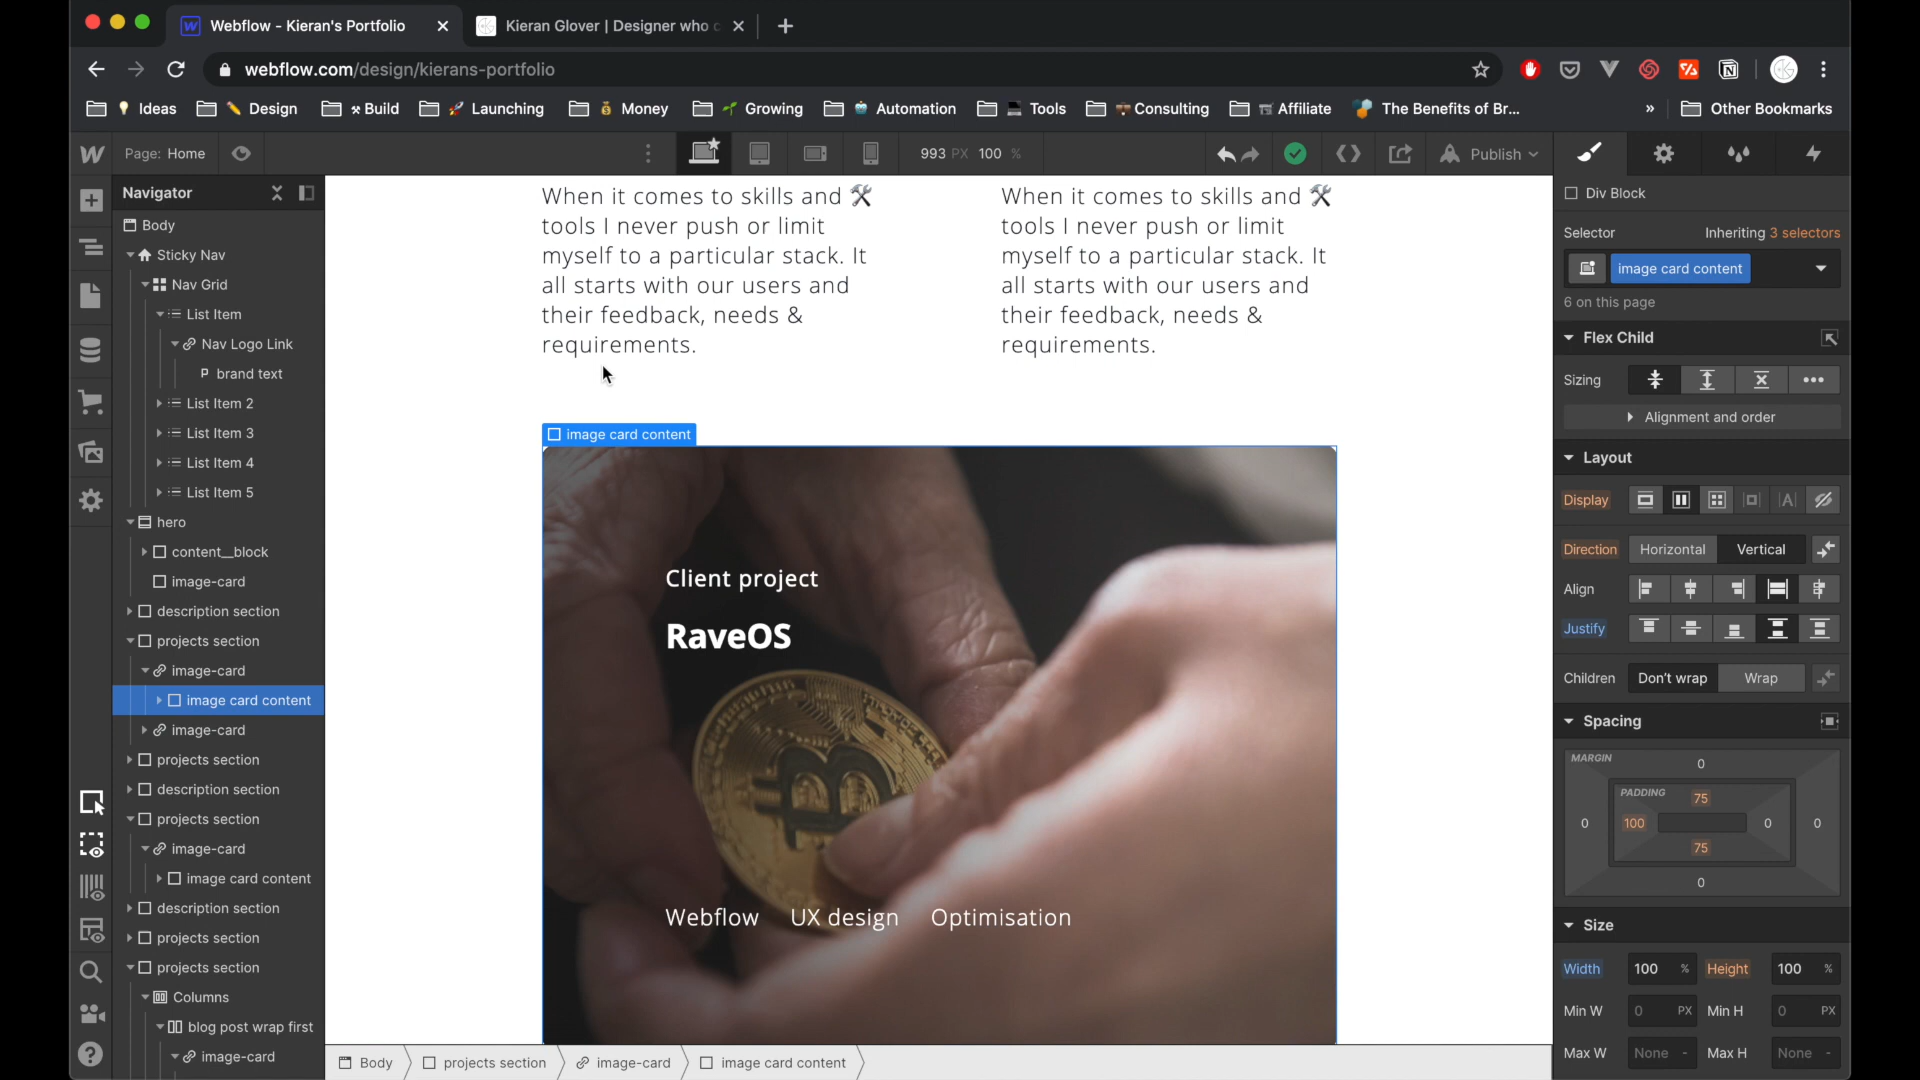 Webflow - Kieran's Portfolio
Kieran Glover | Designer who c
webflow.com/design/kierans-portfolio
Ideas
Design
Build
Launching
Money
Growing
Automation
Tools
Consulting
Affiliate
The Benefits of Br...
»
Other Bookmarks
Page: Home
993 PX 100 %
Publish
Navigator
Body
Sticky Nav
Nav Grid
List Item
Nav Logo Link
brand text
List Item 2
List Item 3
List Item 4
List Item 5
hero
content__block
image-card
description section
projects section
image-card
image card content
image-card
projects section
description section
projects section
image-card
image card content
description section
projects section
projects section
Columns
blog post wrap first
image-card
When it comes to skills and 🛠
tools I never push or limit
myself to a particular stack. It
all starts with our users and
their feedback, needs &
requirements.
When it comes to skills and 🛠
tools I never push or limit
myself to a particular stack. It
all starts with our users and
their feedback, needs &
requirements.
image card content
Client project
RaveOS
Webflow UX design Optimisation
Body
projects section
image-card
image card content
Div Block
Selector Inheriting 3 selectors
image card content
6 on this page
Flex Child
Sizing
Alignment and order
Layout
Display
Direction Horizontal Vertical
Align
Justify
Children Don't wrap Wrap
Spacing
MARGIN
0
PADDING
75
0 100 0 0
75
0
Size
Width 100 % Height 100 %
Min W 0 PX Min H 0 PX
Max W None - Max H None -